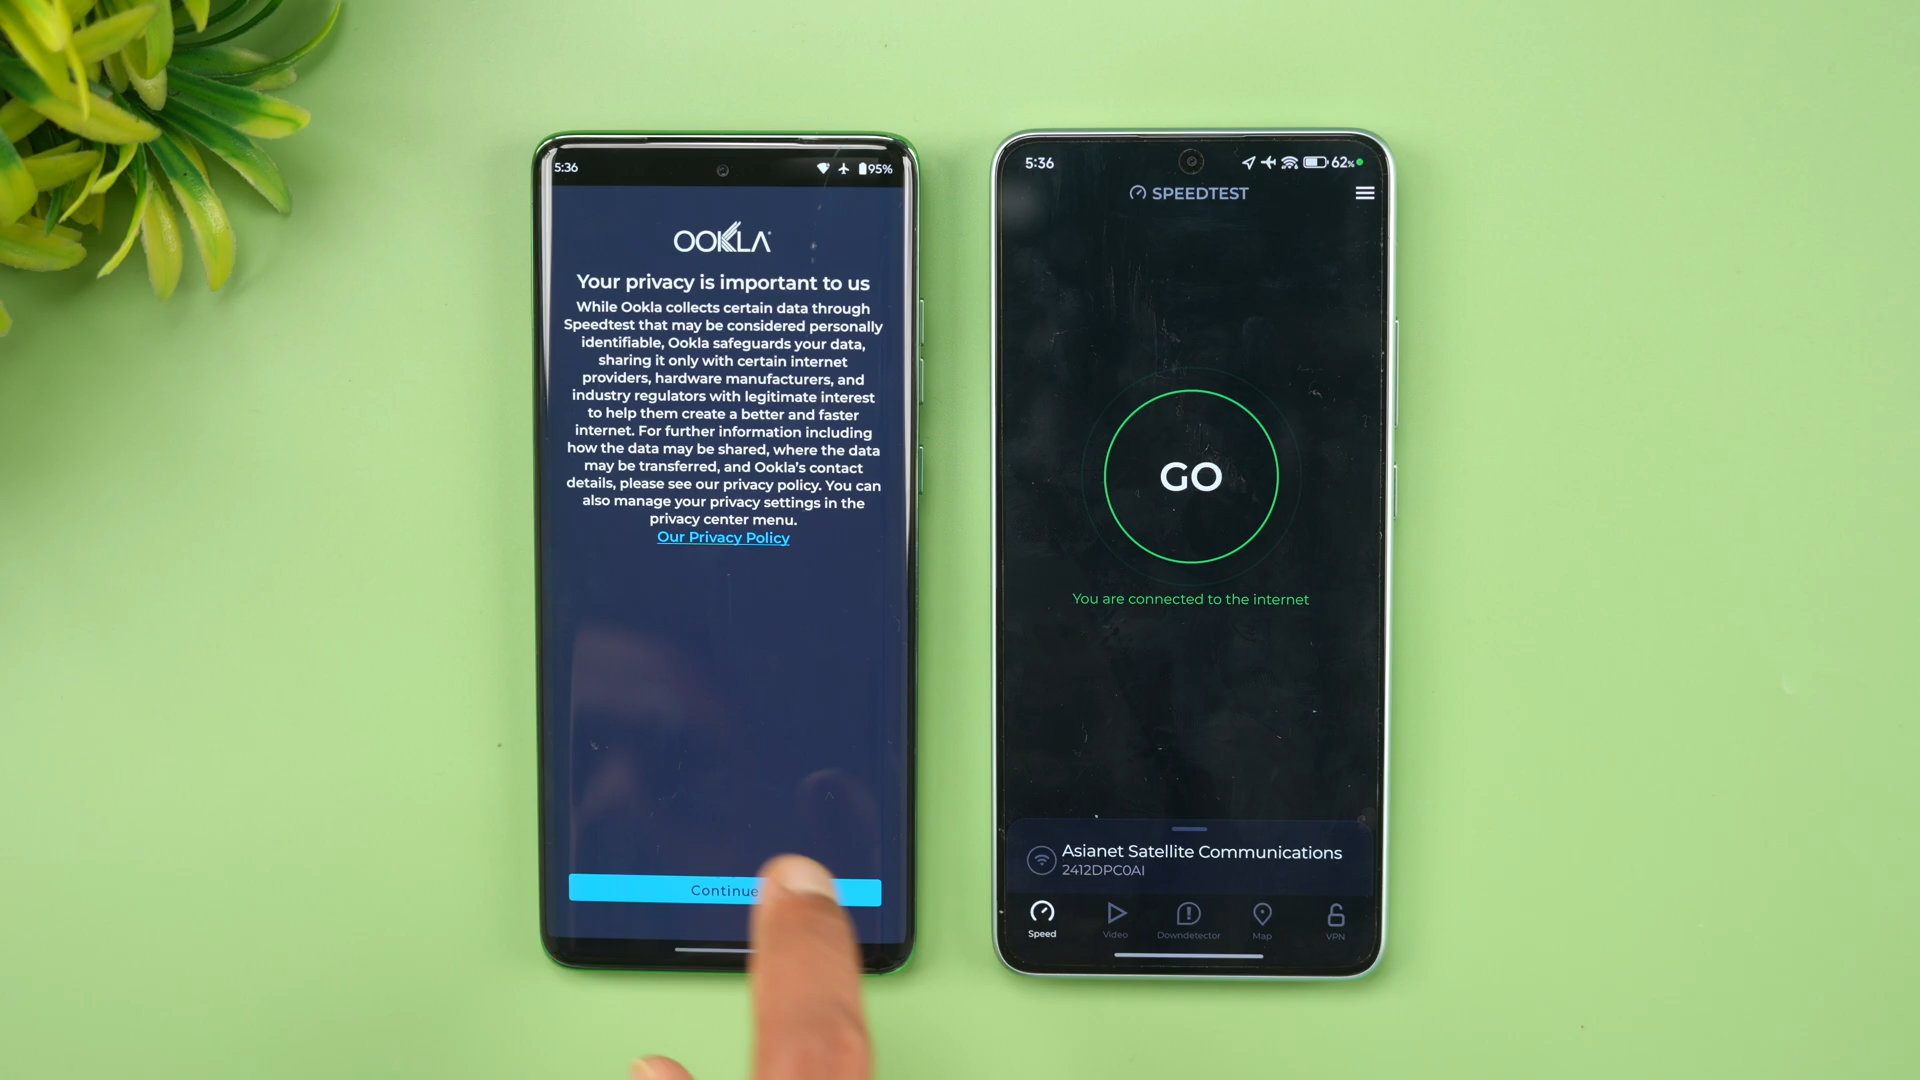 5:36
95%
OOKLA
Your privacy is important to us
While Ookla collects certain data through
Speedtest that may be considered personally
identifiable, Ookla safeguards your data,
sharing it only with certain internet
providers, hardware manufacturers, and
industry regulators with legitimate interest
to help them create a better and faster
internet. For further information including
how the data may be shared, where the data
may be transferred, and Ookla's contact
details, please see our privacy policy. You can
also manage your privacy settings in the
privacy center menu.
Our Privacy Policy
Continue
5:36
62%
SPEEDTEST
GO
You are connected to the internet
Asianet Satellite Communications
2412DPC0AI
Speed
Video
Downdetector
Map
VPN